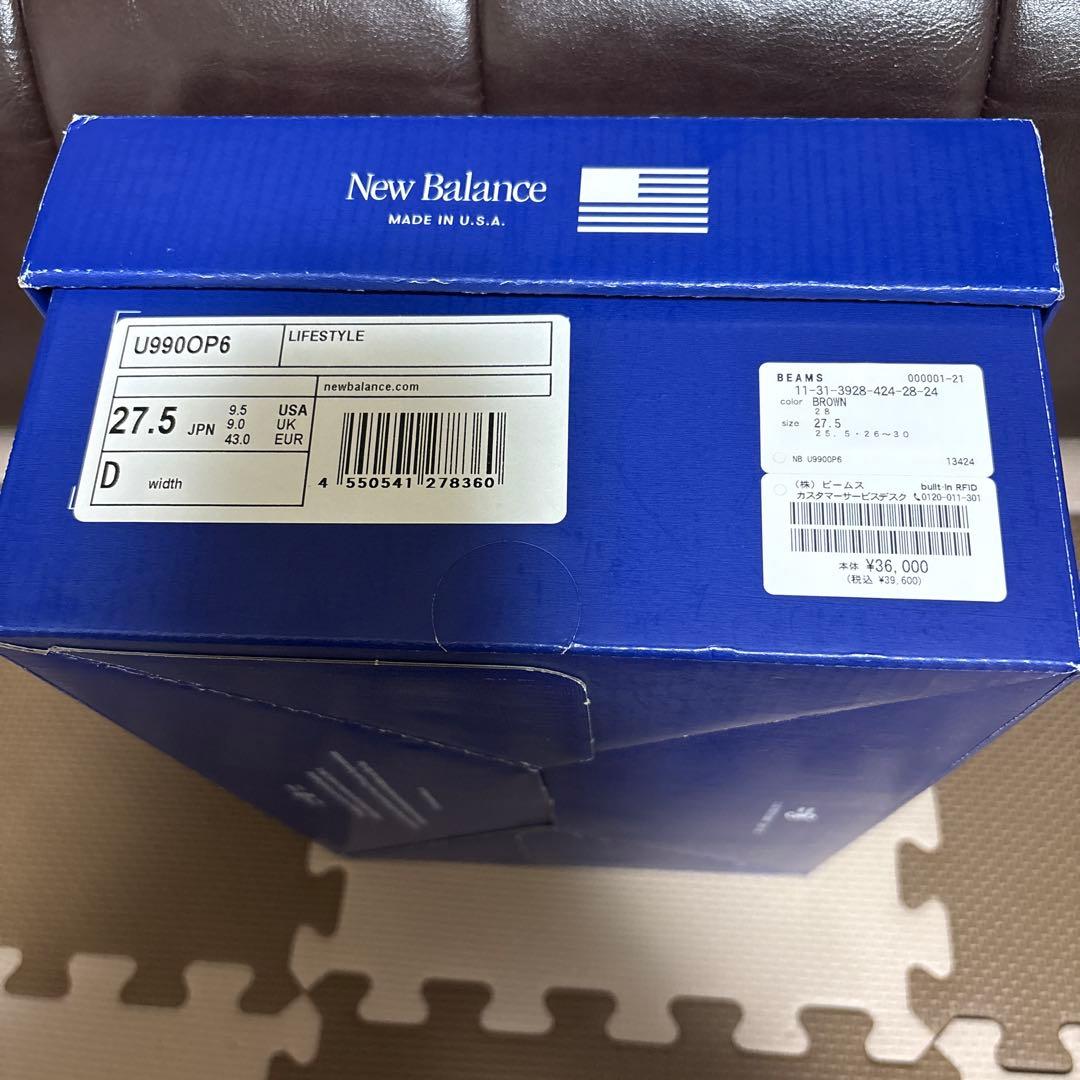 New Balance
MADE IN U.S.A.
U990OP6
LIFESTYLE
newbalance.com
27.5 JPN
9.5 USA
9.0 UK
43.0 EUR
D width
4 550541 278360
BEAMS 000001-21
11-31-3928-424-28-24
color BROWN
28
size 27.5
25.5・26～30
NB U990OP6 13424
(株) ビームス built-in RFID
カスタマーサービスデスク 0120-011-301
本体 ¥36,000
(税込 ¥39,600)